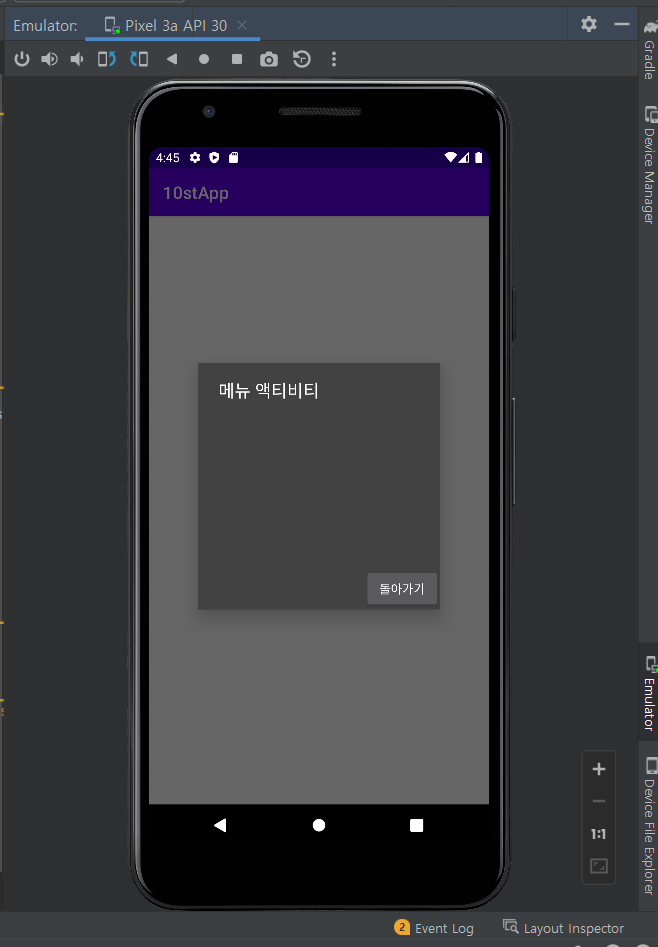 Emulator: Pixel 3a API 30
Gradle
Device Manager
4:45
10stApp
메뉴 액티비티
돌아가기
Emulator
1:1
Device File Explorer
2 Event Log
Layout Inspector